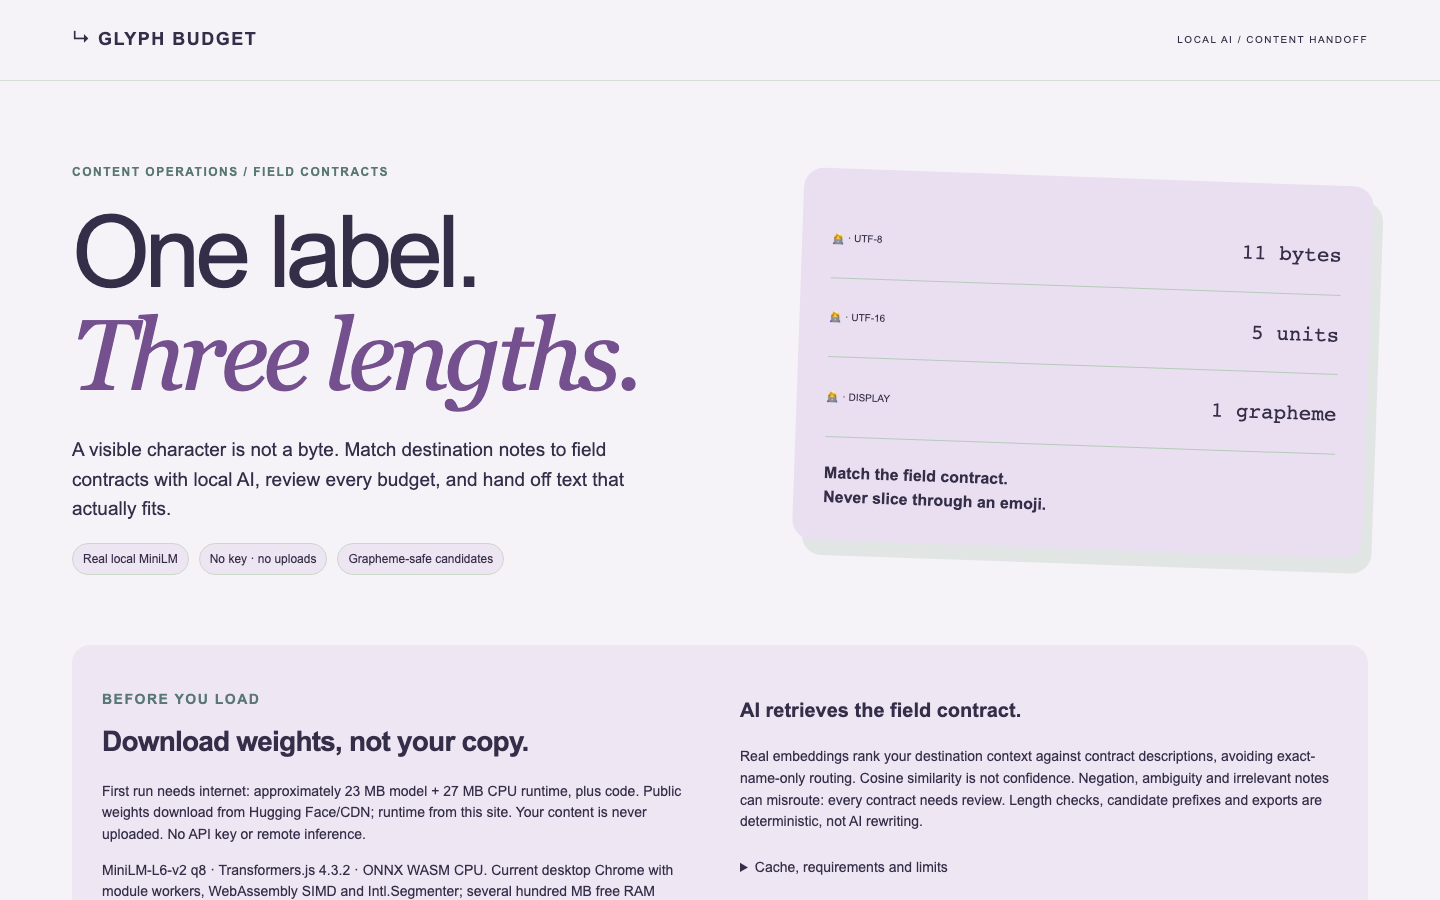 ↳ GLYPH BUDGET
LOCAL AI / CONTENT HANDOFF
CONTENT OPERATIONS / FIELD CONTRACTS
One label.
Three lengths.
A visible character is not a byte. Match destination notes to field
contracts with local AI, review every budget, and hand off text that
actually fits.
Real local MiniLM
No key · no uploads
Grapheme-safe candidates
· UTF-8
11 bytes
· UTF-16
5 units
· DISPLAY
1 grapheme
Match the field contract.
Never slice through an emoji.
BEFORE YOU LOAD
Download weights, not your copy.
First run needs internet: approximately 23 MB model + 27 MB CPU runtime, plus code. Public
weights download from Hugging Face/CDN; runtime from this site. Your content is never
uploaded. No API key or remote inference.
MiniLM-L6-v2 q8 · Transformers.js 4.3.2 · ONNX WASM CPU. Current desktop Chrome with
module workers, WebAssembly SIMD and Intl.Segmenter; several hundred MB free RAM
AI retrieves the field contract.
Real embeddings rank your destination context against contract descriptions, avoiding exact-
name-only routing. Cosine similarity is not confidence. Negation, ambiguity and irrelevant notes
can misroute: every contract needs review. Length checks, candidate prefixes and exports are
deterministic, not AI rewriting.
▶ Cache, requirements and limits